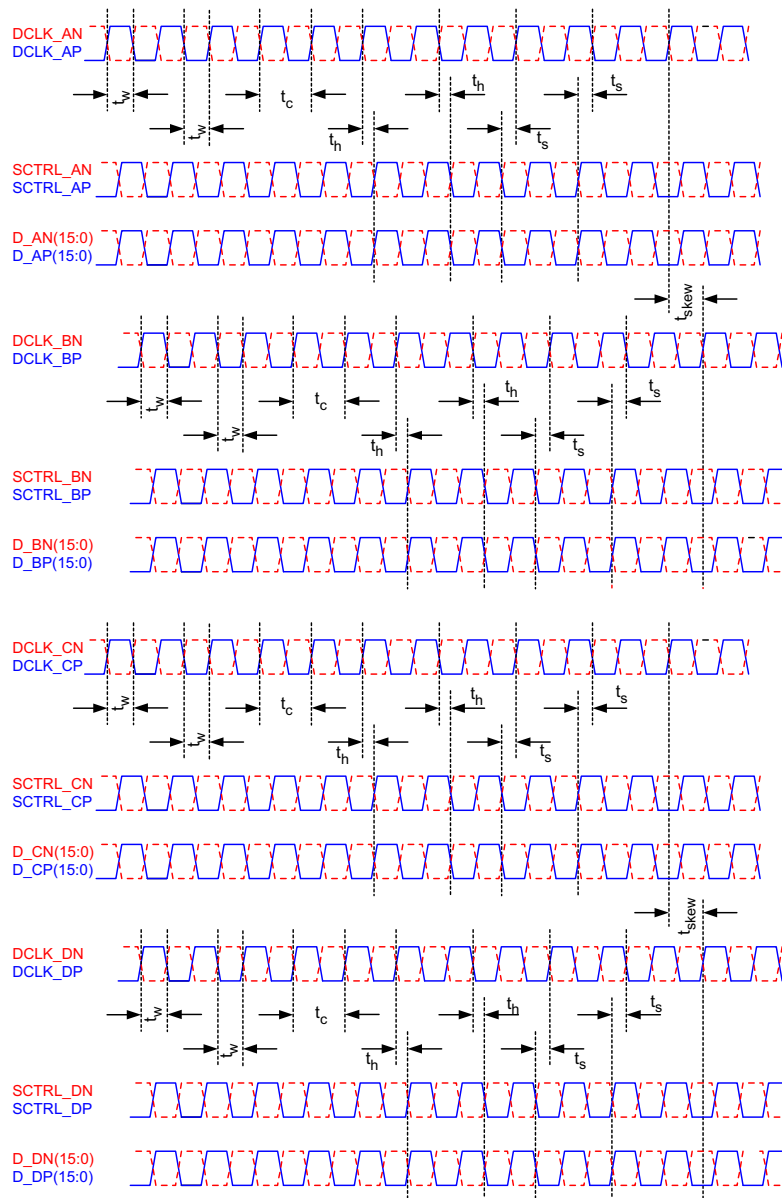 DCLK_AN
DCLK_AP
tw
tc
th
ts
tw
th
ts
SCTRL_AN
SCTRL_AP
D_AN(15:0)
D_AP(15:0)
tskew
DCLK_BN
DCLK_BP
tw
tc
th
ts
tw
th
ts
SCTRL_BN
SCTRL_BP
D_BN(15:0)
D_BP(15:0)
DCLK_CN
DCLK_CP
tw
tc
th
ts
tw
th
ts
SCTRL_CN
SCTRL_CP
D_CN(15:0)
D_CP(15:0)
tskew
DCLK_DN
DCLK_DP
tw
tc
th
ts
tw
th
ts
SCTRL_DN
SCTRL_DP
D_DN(15:0)
D_DP(15:0)